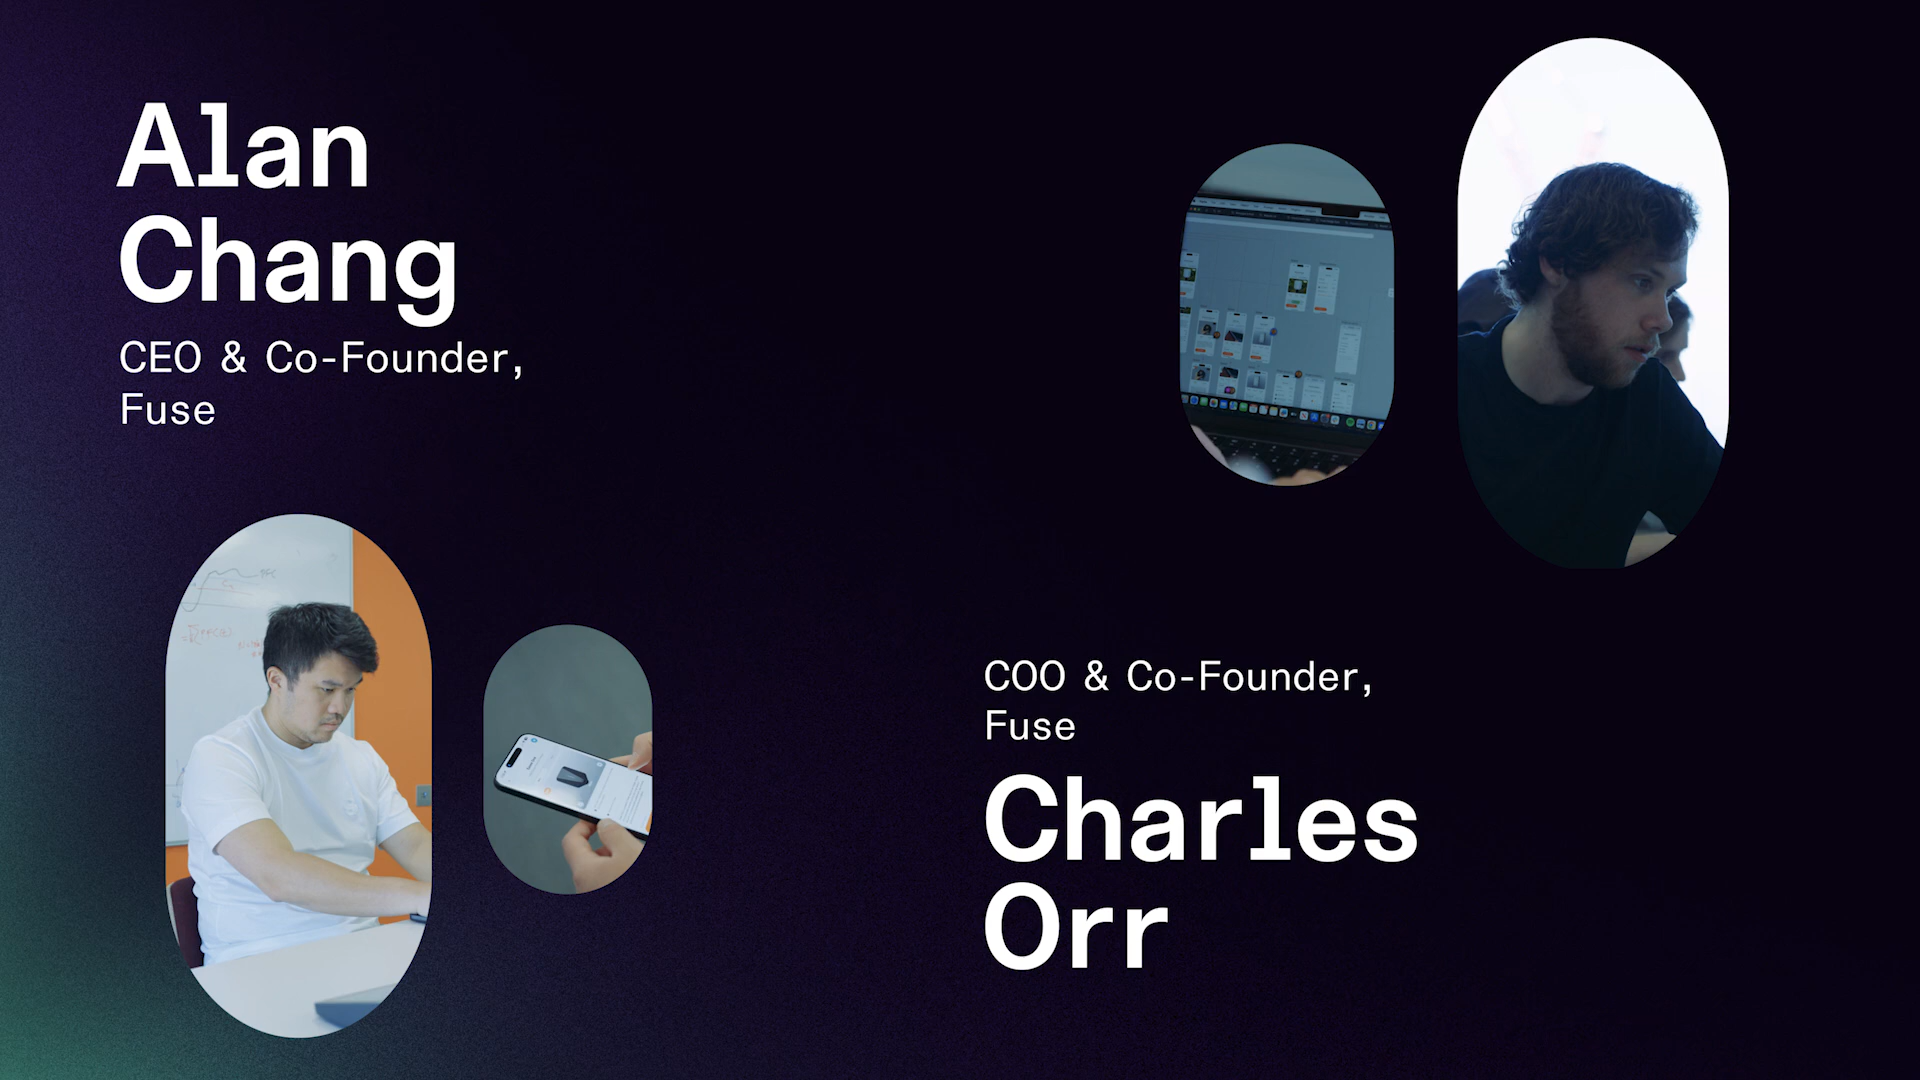 Alan
Chang
CEO & Co-Founder,
Fuse
COO & Co-Founder,
Fuse
Charles
Orr